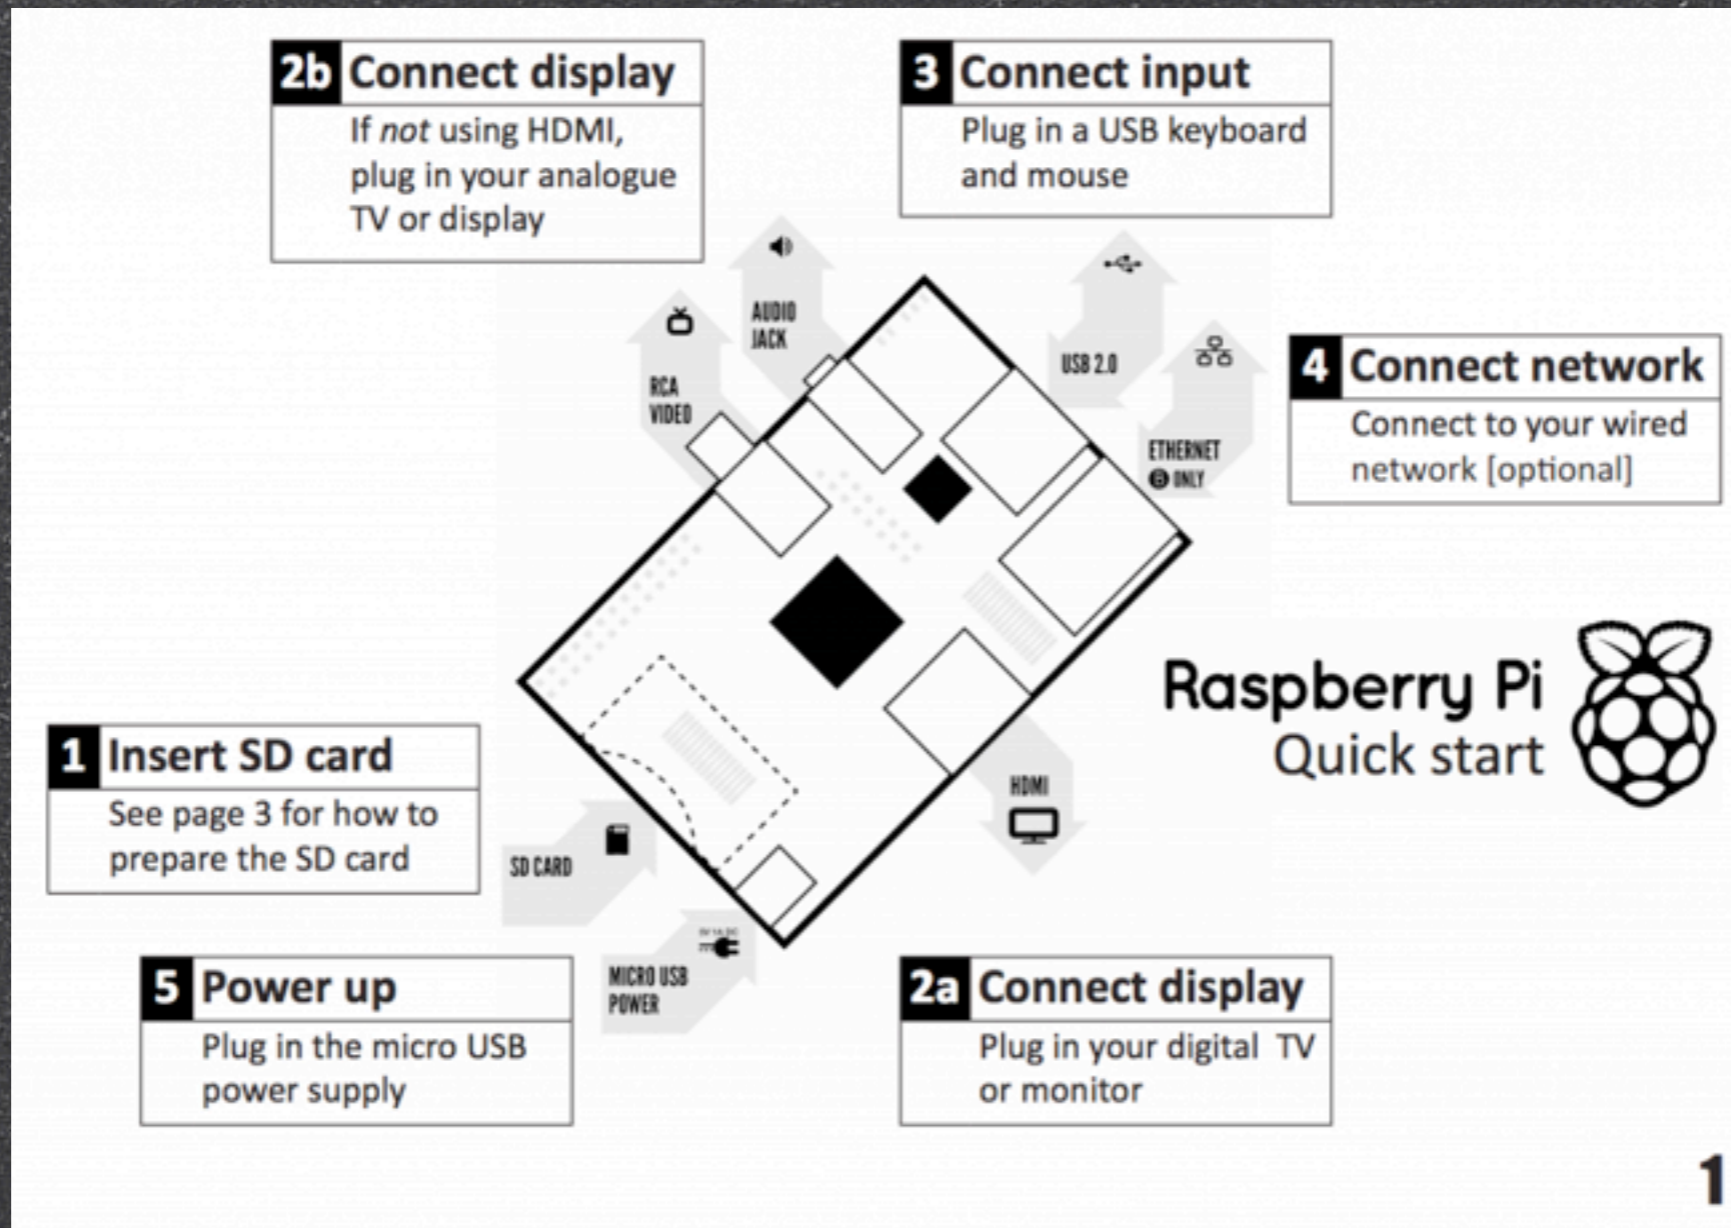 2b Connect display
If not using HDMI,
plug in your analogue
TV or display
3 Connect input
Plug in a USB keyboard
and mouse
AUDIO
JACK
RCA
VIDEO
USB 2.0
ETHERNET
B ONLY
4 Connect network
Connect to your wired
network [optional]
Raspberry Pi
Quick start
1 Insert SD card
See page 3 for how to
prepare the SD card
SD CARD
HDMI
5V 1A DC
MICRO USB
POWER
5 Power up
Plug in the micro USB
power supply
2a Connect display
Plug in your digital TV
or monitor
1